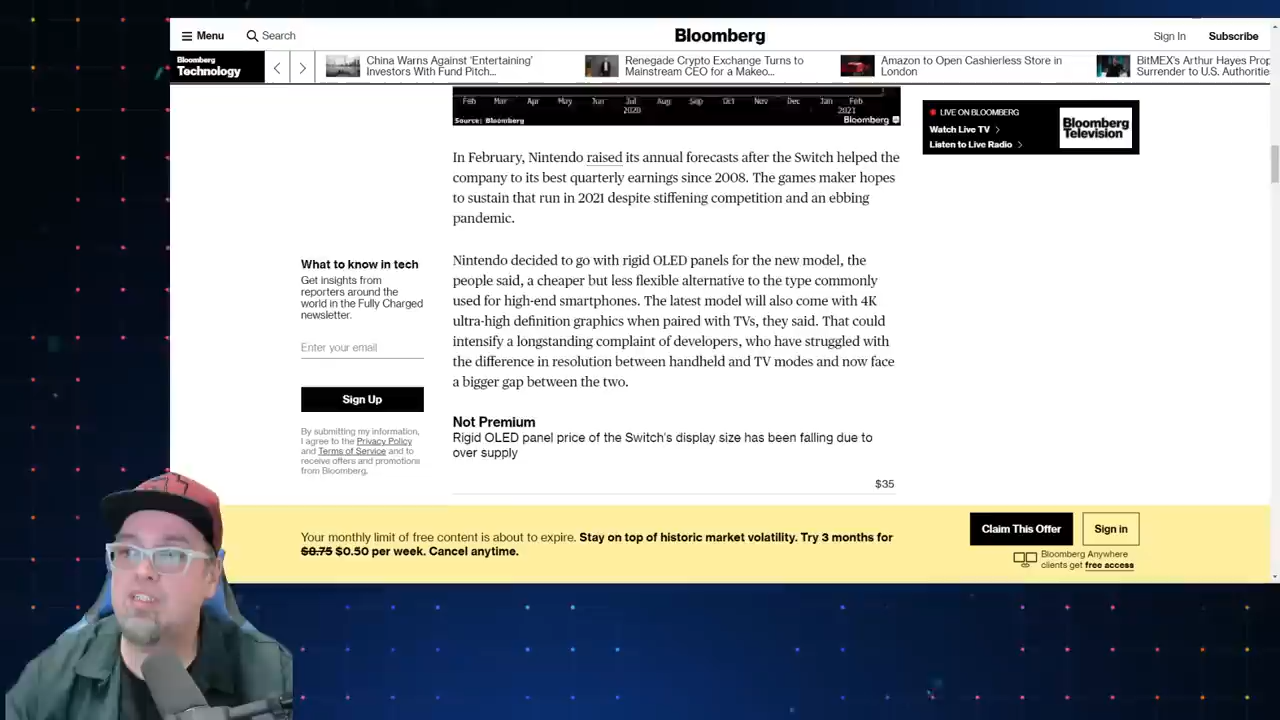 Menu
Search
Bloomberg
Sign In
Subscribe
Bloomberg
Technology
China Warns Against 'Entertaining'
Investors With Fund Pitch...
Renegade Crypto Exchange Turns to
Mainstream CEO for a Makeo...
Amazon to Open Cashierless Store in
London
BitMEX's Arthur Hayes Prop
Surrender to U.S. Authoritie
Feb Mar Apr May Jun Jul Aug Sep Oct Nov Dec Jan Feb
2020 2021
Source: Bloomberg
Bloomberg
LIVE ON BLOOMBERG
Watch Live TV
Listen to Live Radio
Bloomberg
Television
In February, Nintendo raised its annual forecasts after the Switch helped the
company to its best quarterly earnings since 2008. The games maker hopes
to sustain that run in 2021 despite stiffening competition and an ebbing
pandemic.
What to know in tech
Get insights from
reporters around the
world in the Fully Charged
newsletter.
Enter your email
Sign Up
By submitting my information,
I agree to the Privacy Policy
and Terms of Service and to
receive offers and promotions
from Bloomberg.
Nintendo decided to go with rigid OLED panels for the new model, the
people said, a cheaper but less flexible alternative to the type commonly
used for high-end smartphones. The latest model will also come with 4K
ultra-high definition graphics when paired with TVs, they said. That could
intensify a longstanding complaint of developers, who have struggled with
the difference in resolution between handheld and TV modes and now face
a bigger gap between the two.
Not Premium
Rigid OLED panel price of the Switch's display size has been falling due to
over supply
$35
Your monthly limit of free content is about to expire. Stay on top of historic market volatility. Try 3 months for
$8.75 $0.50 per week. Cancel anytime.
Claim This Offer
Sign in
Bloomberg Anywhere
clients get free access